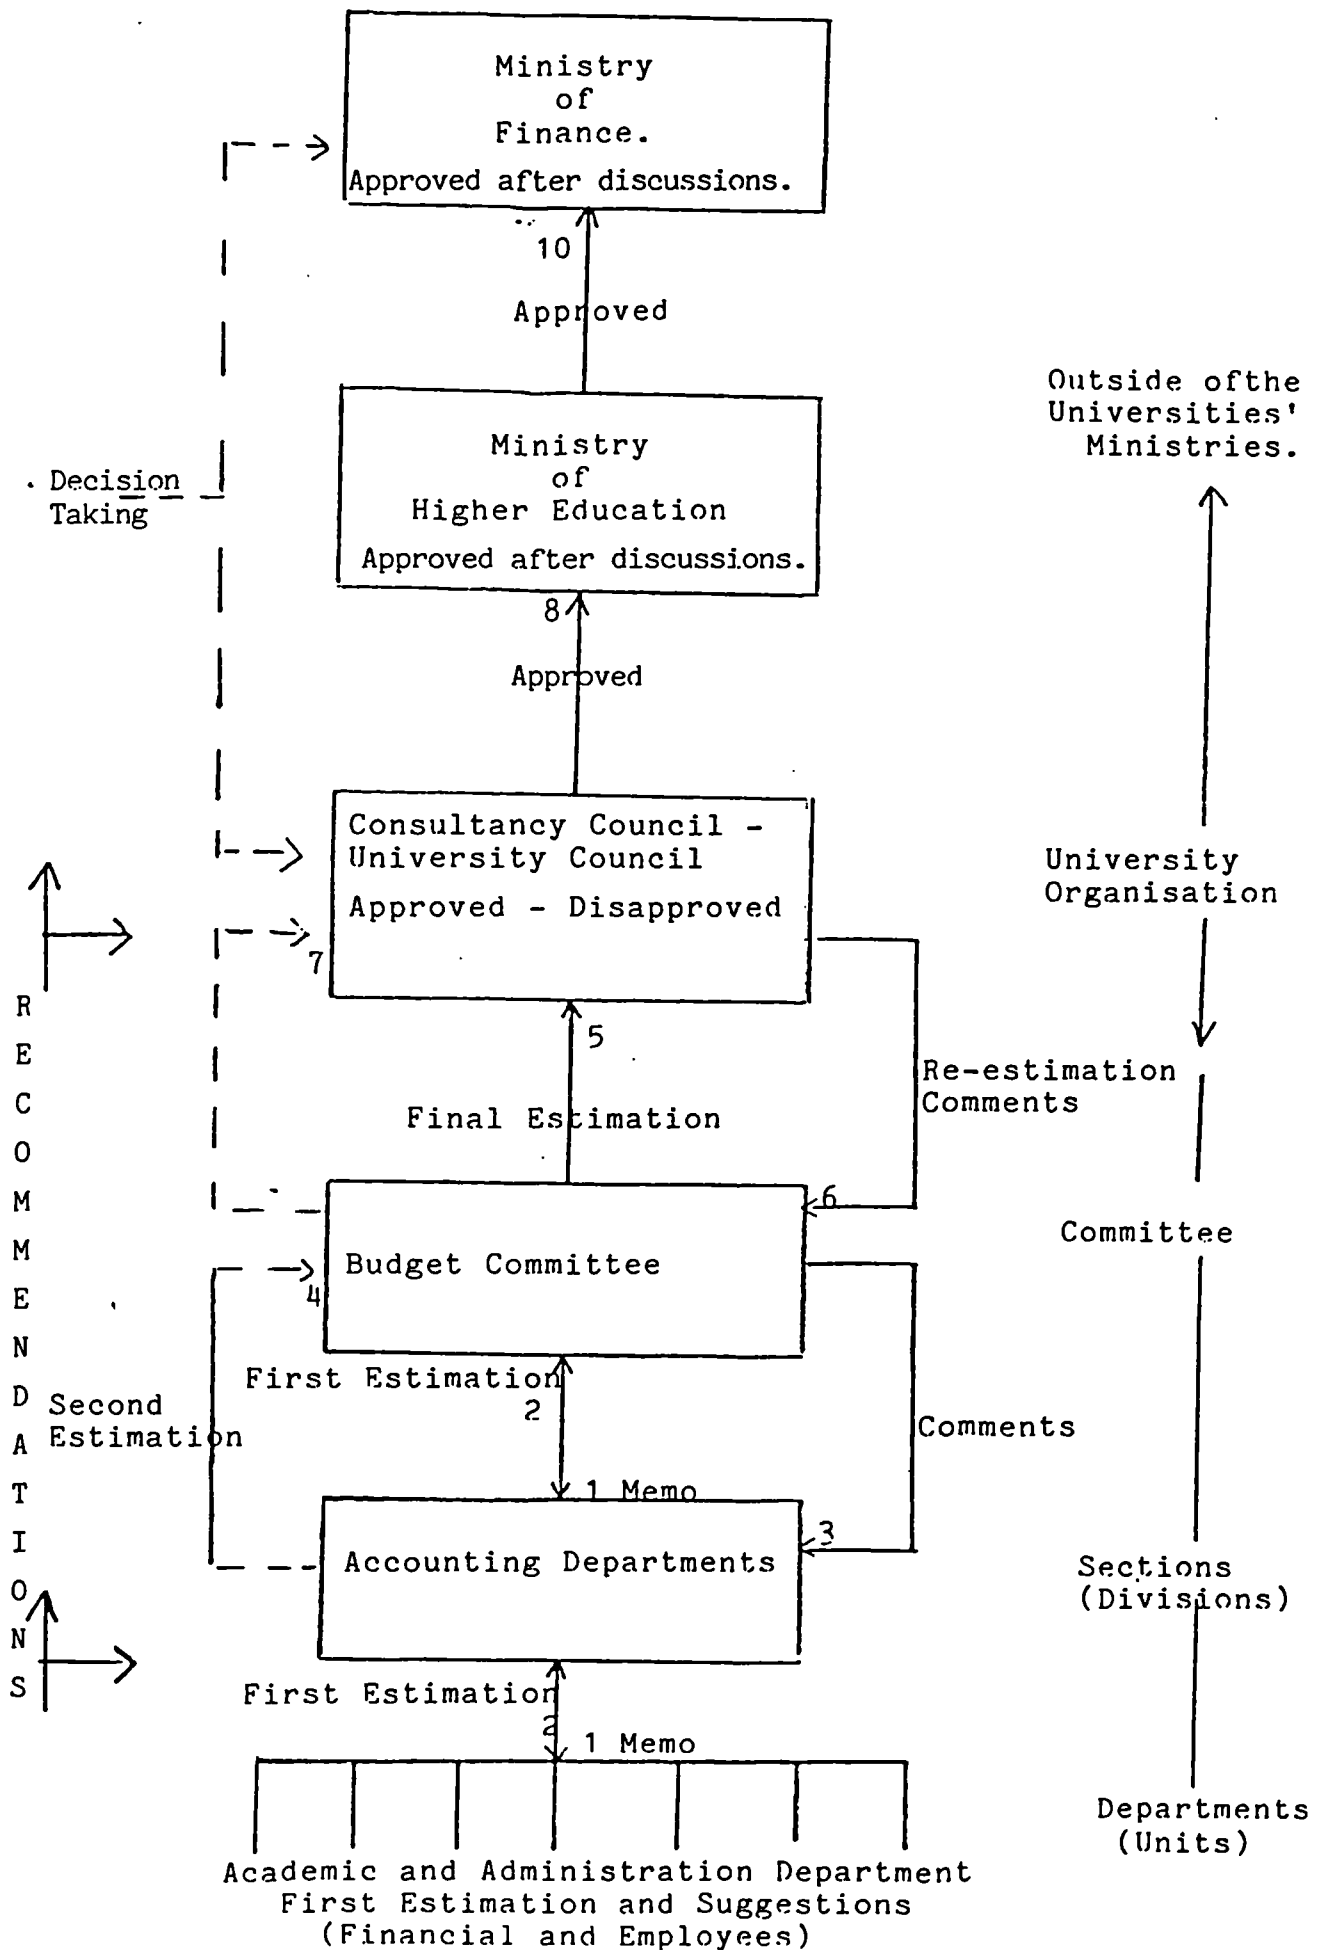 Ministry
of
Finance.
Approved after discussions.
10
Approved
Outside ofthe
Universities'
Ministries.
Ministry
of
Higher Education
Approved after discussions.
Decision
Taking
8
Approved
Consultancy Council -
University Council
Approved - Disapproved
University
Organisation
7
5
Re-estimation
Comments
Final Estimation
6
Committee
Budget Committee
4
First Estimation
2
Second
Estimation
Comments
1 Memo
3
Accounting Departments
Sections
(Divisions)
RECOMMENDATIONS
First Estimation
2
1 Memo
Departments
(Units)
Academic and Administration Department
First Estimation and Suggestions
(Financial and Employees)